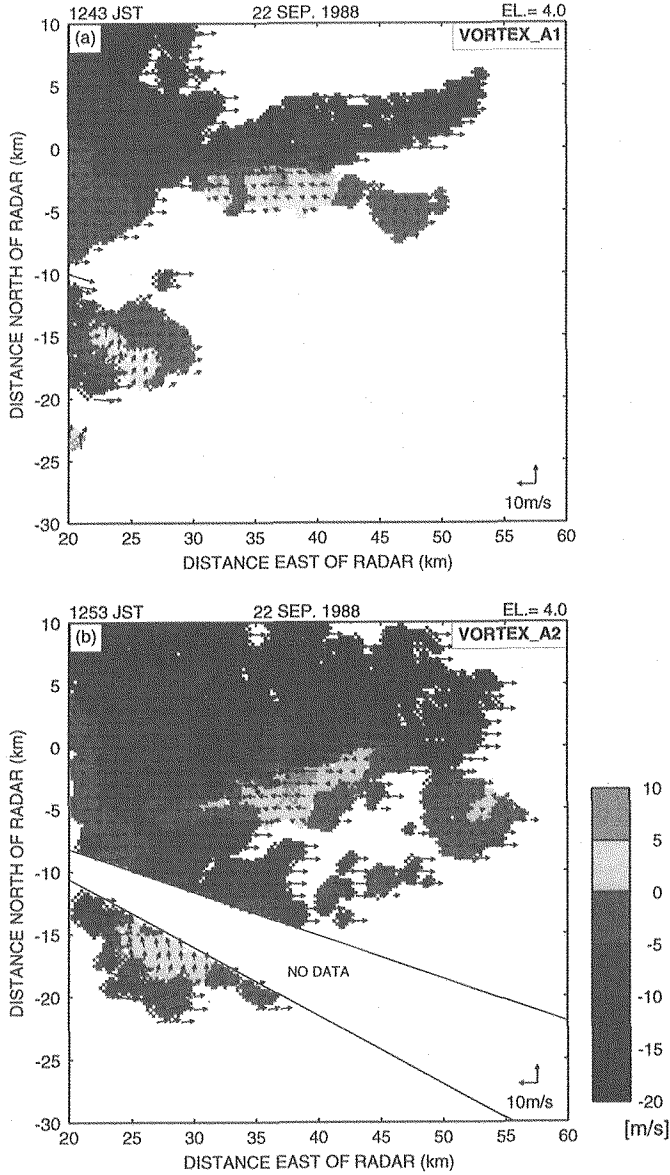 1243 JST 22 SEP. 1988 EL.= 4.0
(a) VORTEX_A1
10
5
0
-5
-10
-15
-20
-25
-30
DISTANCE NORTH OF RADAR (km)
10m/s
20 25 30 35 40 45 50 55 60
DISTANCE EAST OF RADAR (km)
1253 JST 22 SEP. 1988 EL.= 4.0
(b) VORTEX_A2
10
5
0
-5
-10
-15
-20
-25
-30
DISTANCE NORTH OF RADAR (km)
NO DATA
10m/s
20 25 30 35 40 45 50 55 60
DISTANCE EAST OF RADAR (km)
10
5
0
-5
-10
-15
-20
[m/s]